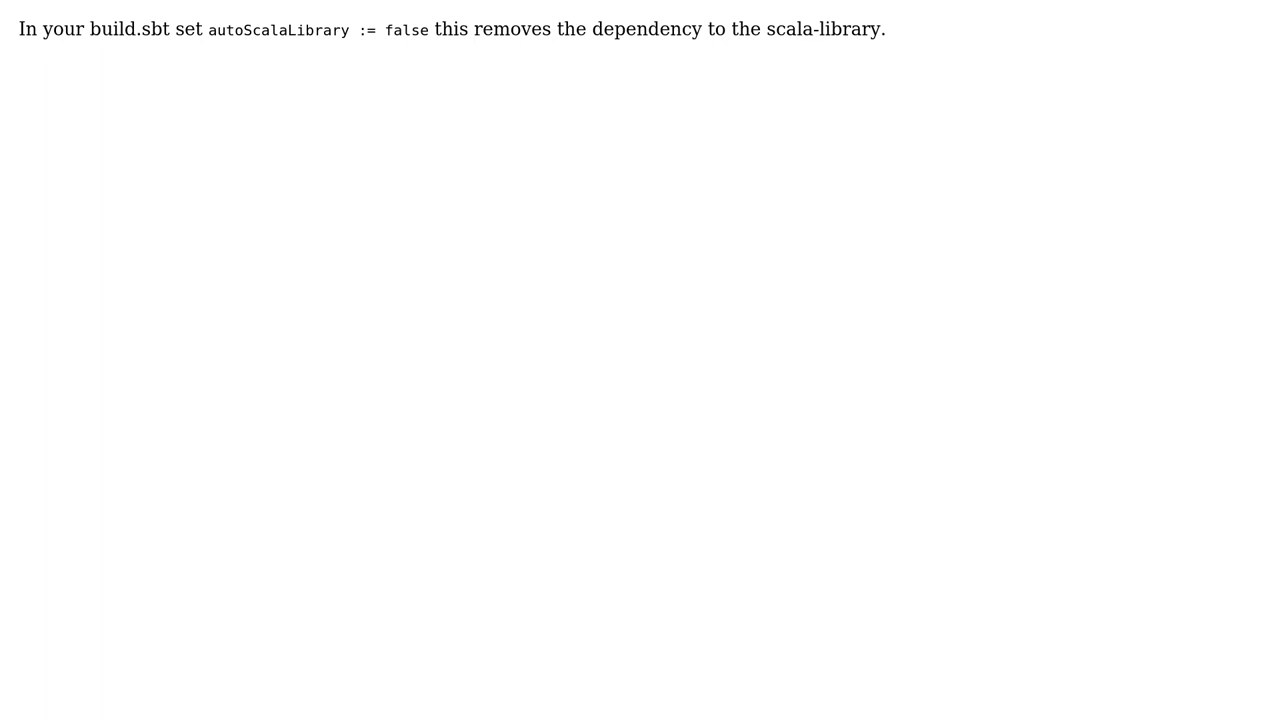 In your build.sbt set autoScalaLibrary := false this removes the dependency to the scala-library.